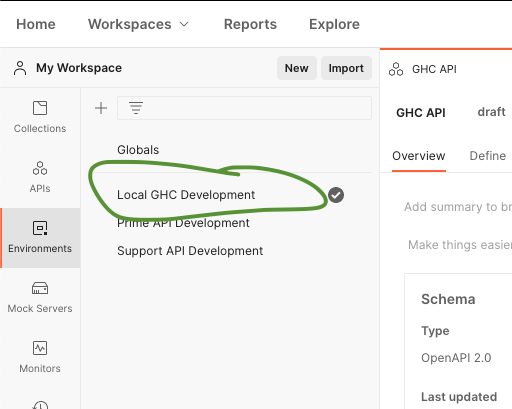 Home Workspaces Reports Explore
My Workspace New Import
GHC API
Collections
APIs
Environments
Mock Servers
Monitors
Globals
Local GHC Development
Prime API Development
Support API Development
GHC API draft
Overview Define
Add summary to br
Make things easier
Schema
Type
OpenAPI 2.0
Last updated